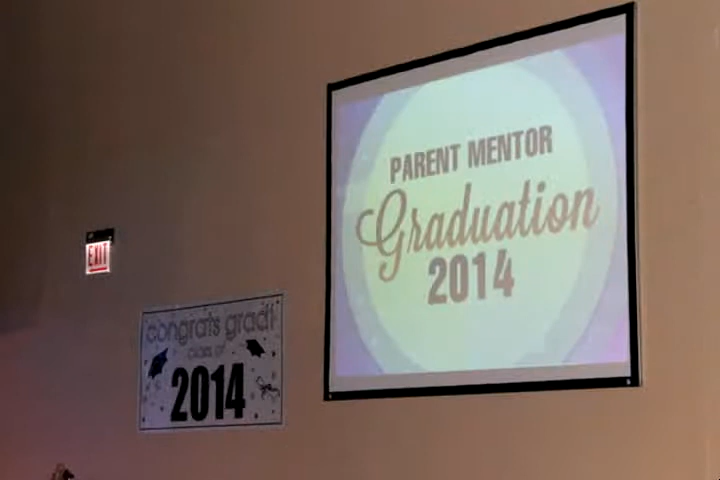 PARENT MENTOR
Graduation
2014
EXIT
congrats grad!
class of
2014